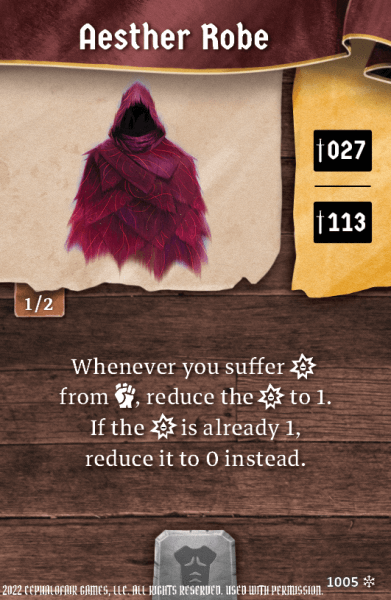 Aesther Robe
027
113
1/2
Whenever you suffer
from , reduce the to 1.
If the is already 1,
reduce it to 0 instead.
1005
2022 CEPHALOFAIR GAMES, LLC. ALL RIGHTS RESERVED. USED WITH PERMISSION.